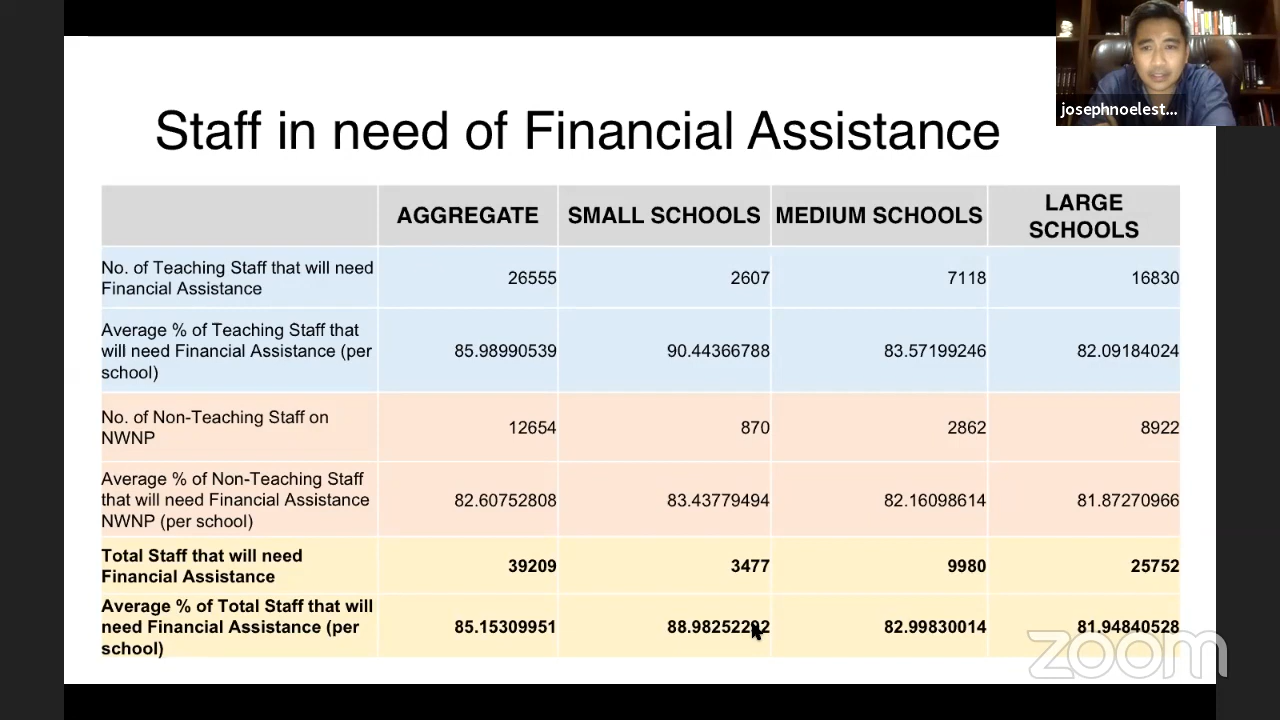 josephnoelest...
Staff in need of Financial Assistance
AGGREGATE
SMALL SCHOOLS
MEDIUM SCHOOLS
LARGE
SCHOOLS
No. of Teaching Staff that will need
Financial Assistance
26555
2607
7118
16830
Average % of Teaching Staff that
will need Financial Assistance (per
school)
85.98990539
90.44366788
83.57199246
82.09184024
No. of Non-Teaching Staff on
NWNP
12654
870
2862
8922
Average % of Non-Teaching Staff
that will need Financial Assistance
NWNP (per school)
82.60752808
83.43779494
82.16098614
81.87270966
Total Staff that will need
Financial Assistance
39209
3477
9980
25752
Average % of Total Staff that will
need Financial Assistance (per
school)
85.15309951
82.99830014
81.94840528
zoom